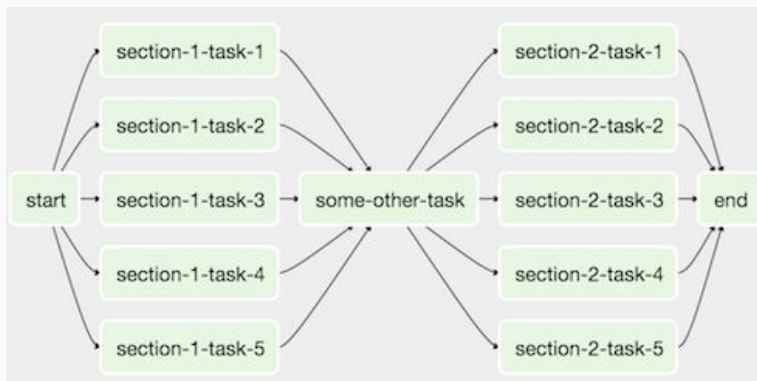 section-1-task-1
section-2-task-1
section-1-task-2
section-2-task-2
start
section-1-task-3
some-other-task
section-2-task-3
end
section-1-task-4
section-2-task-4
section-1-task-5
section-2-task-5